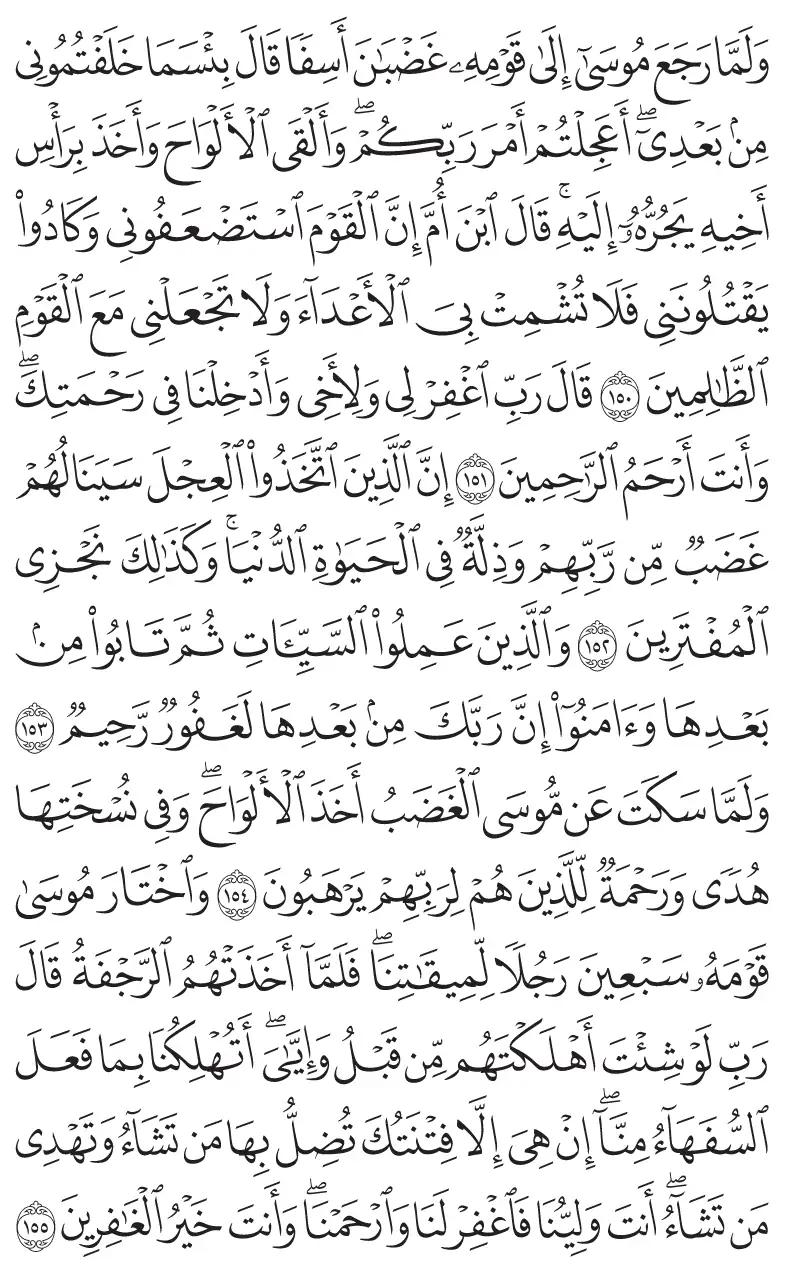 وَلَمَّا رَجَعَ مُوسَىٰٓ إِلَىٰ قَوْمِهِۦ غَضْبَٰنَ أَسِفًا قَالَ بِئْسَمَا خَلَفْتُمُونِى
مِنۢ بَعْدِىٓ ۖ أَعَجِلْتُمْ أَمْرَ رَبِّكُمْ ۖ وَأَلْقَى ٱلْأَلْوَاحَ وَأَخَذَ بِرَأْسِ
أَخِيهِ يَجُرُّهُۥٓ إِلَيْهِ ۚ قَالَ ٱبْنَ أُمَّ إِنَّ ٱلْقَوْمَ ٱسْتَضْعَفُونِى وَكَادُوا۟
يَقْتُلُونَنِى فَلَا تُشْمِتْ بِىَ ٱلْأَعْدَآءَ وَلَا تَجْعَلْنِى مَعَ ٱلْقَوْمِ
ٱلظَّٰلِمِينَ ١٥٠ قَالَ رَبِّ ٱغْفِرْ لِى وَلِأَخِى وَأَدْخِلْنَا فِى رَحْمَتِكَ ۖ
وَأَنتَ أَرْحَمُ ٱلرَّٰحِمِينَ ١٥١ إِنَّ ٱلَّذِينَ ٱتَّخَذُوا۟ ٱلْعِجْلَ سَيَنَالُهُمْ
غَضَبٌ مِّن رَّبِّهِمْ وَذِلَّةٌ فِى ٱلْحَيَوٰةِ ٱلدُّنْيَا ۚ وَكَذَٰلِكَ نَجْزِى
ٱلْمُفْتَرِينَ ١٥٢ وَٱلَّذِينَ عَمِلُوا۟ ٱلسَّيِّـَٔاتِ ثُمَّ تَابُوا۟ مِنۢ
بَعْدِهَا وَءَامَنُوٓا۟ إِنَّ رَبَّكَ مِنۢ بَعْدِهَا لَغَفُورٌ رَّحِيمٌ ١٥٣
وَلَمَّا سَكَتَ عَن مُّوسَى ٱلْغَضَبُ أَخَذَ ٱلْأَلْوَاحَ ۖ وَفِى نُسْخَتِهَا
هُدًى وَرَحْمَةٌ لِّلَّذِينَ هُمْ لِرَبِّهِمْ يَرْهَبُونَ ١٥٤ وَٱخْتَارَ مُوسَىٰ
قَوْمَهُۥ سَبْعِينَ رَجُلًا لِّمِيقَٰتِنَا ۖ فَلَمَّآ أَخَذَتْهُمُ ٱلرَّجْفَةُ قَالَ
رَبِّ لَوْ شِئْتَ أَهْلَكْتَهُم مِّن قَبْلُ وَإِيَّٰىَ ۖ أَتُهْلِكُنَا بِمَا فَعَلَ
ٱلسُّفَهَآءُ مِنَّآ ۖ إِنْ هِىَ إِلَّا فِتْنَتُكَ تُضِلُّ بِهَا مَن تَشَآءُ وَتَهْدِى
مَن تَشَآءُ ۖ أَنتَ وَلِيُّنَا فَٱغْفِرْ لَنَا وَٱرْحَمْنَا ۖ وَأَنتَ خَيْرُ ٱلْغَٰفِرِينَ ١٥٥